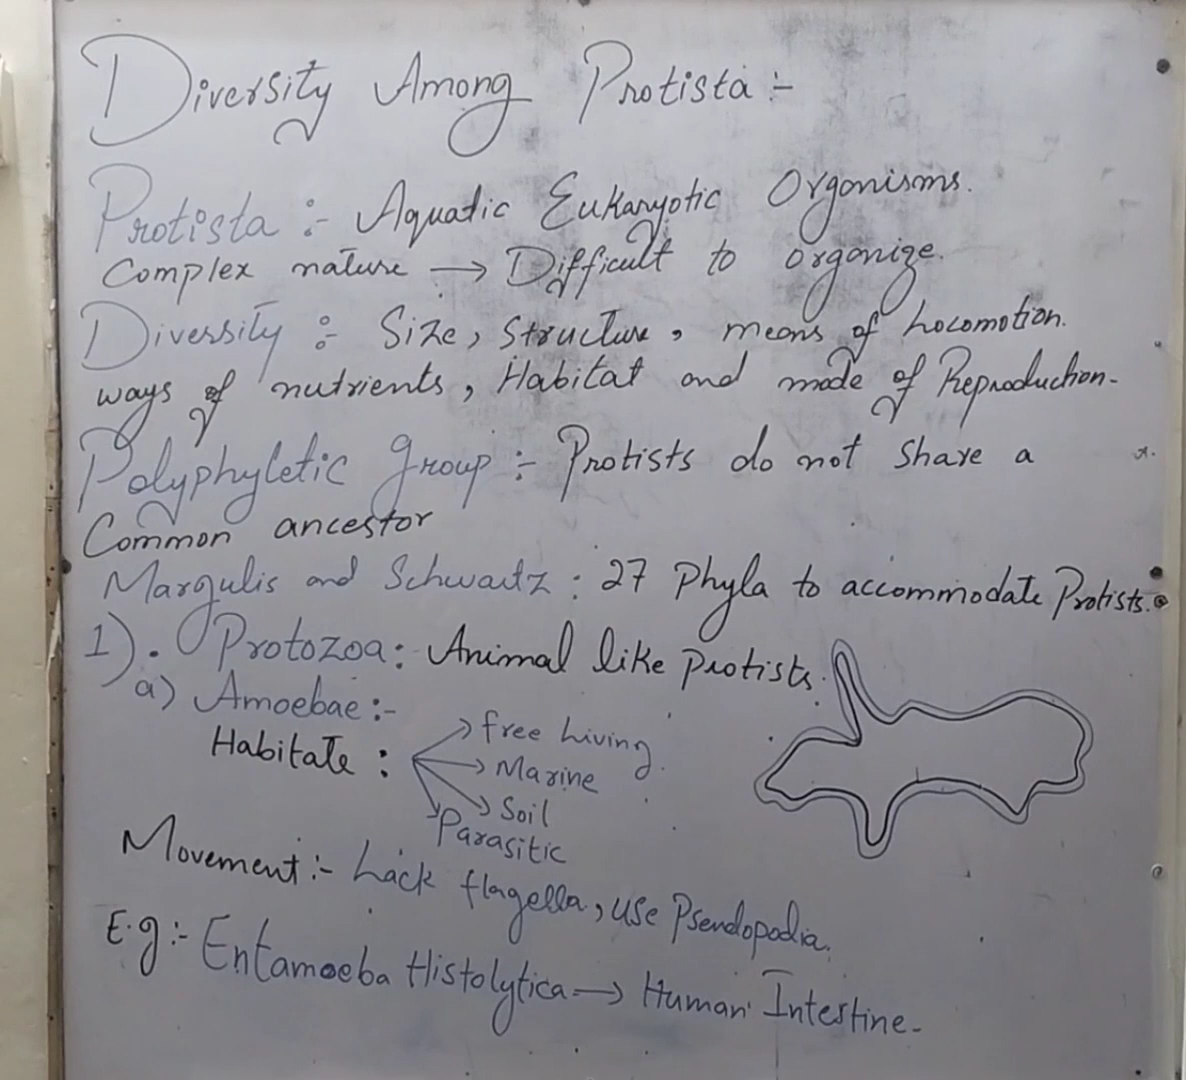 Diversity Among Protista :-
Protista :- Aquatic Eukaryotic Organisms.
Complex nature → Difficult to organize.
Diversity :- Size, Structure, means of Locomotion.
ways of nutrients, Habitat and mode of Reproduction.
Polyphyletic group :- Protists do not share a
Common ancestor
Margulis and Schwartz : 27 Phyla to accommodate Protists.
1). Protozoa: Animal like protists.
a) Amoebae :-
Habitate : → free Living.
→ Marine
→ Soil
Parasitic
Movement :- Lack flagella, use Pseudopodia.
E.g :- Entamoeba Histolytica → Human Intestine.